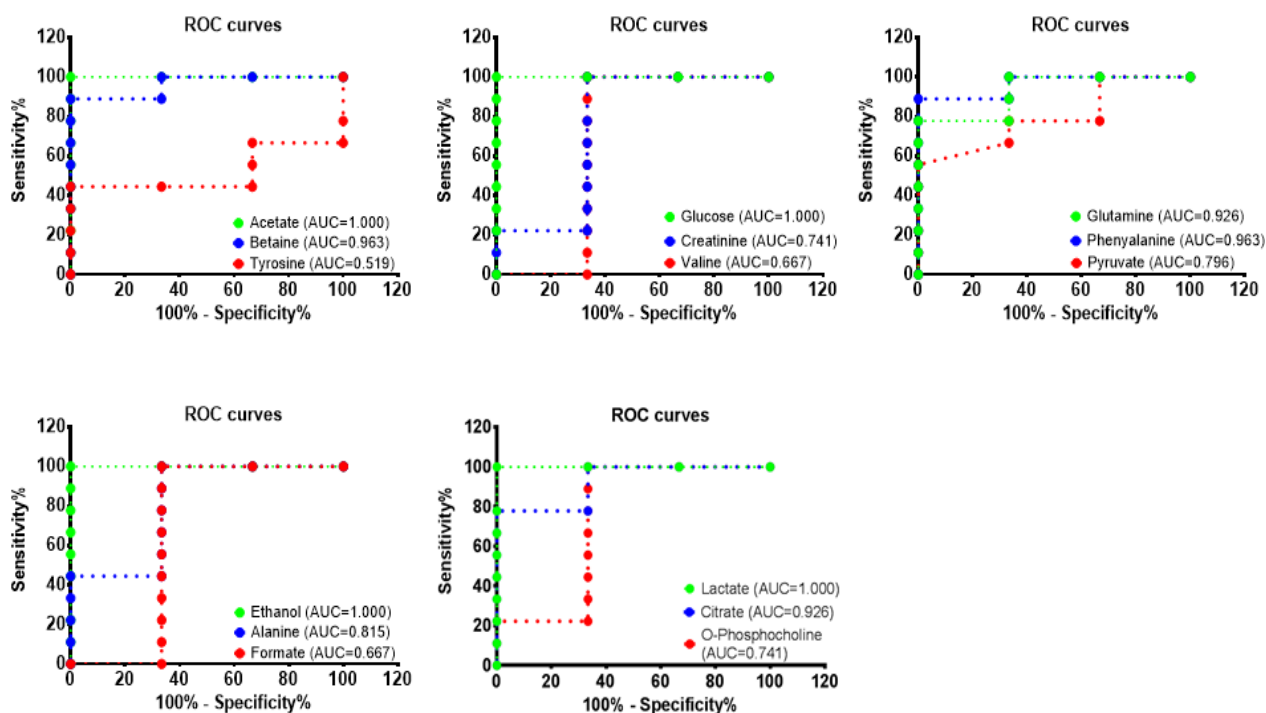 ROC curves
120
100
80
60
40
20
0
Sensitivity%
Acetate (AUC=1.000)
Betaine (AUC=0.963)
Tyrosine (AUC=0.519)
0 20 40 60 80 100 120
100% - Specificity%
ROC curves
120
100
80
60
40
20
0
Sensitivity%
Glucose (AUC=1.000)
Creatinine (AUC=0.741)
Valine (AUC=0.667)
0 20 40 60 80 100 120
100% - Specificity%
ROC curves
120
100
80
60
40
20
0
Sensitivity%
Glutamine (AUC=0.926)
Phenyalanine (AUC=0.963)
Pyruvate (AUC=0.796)
0 20 40 60 80 100 120
100% - Specificity%
ROC curves
120
100
80
60
40
20
0
Sensitivity%
Ethanol (AUC=1.000)
Alanine (AUC=0.815)
Formate (AUC=0.667)
0 20 40 60 80 100 120
100% - Specificity%
ROC curves
120
100
80
60
40
20
0
Sensitivity%
Lactate (AUC=1.000)
Citrate (AUC=0.926)
O-Phosphocholine
(AUC=0.741)
0 20 40 60 80 100 120
100% - Specificity%